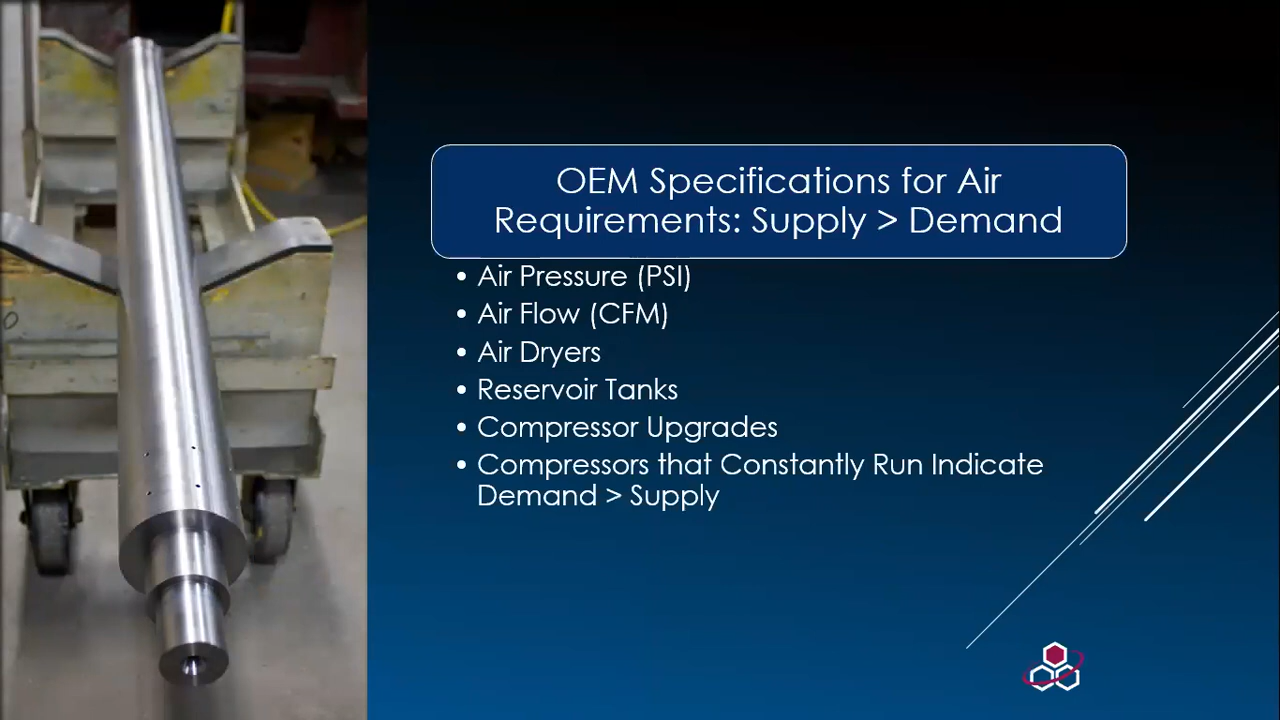 OEM Specifications for Air
Requirements: Supply > Demand
• Air Pressure (PSI)
• Air Flow (CFM)
• Air Dryers
• Reservoir Tanks
• Compressor Upgrades
• Compressors that Constantly Run Indicate
Demand > Supply